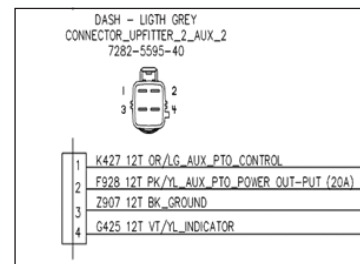 DASH - LIGTH GREY
CONNECTOR_UPFITTER_2_AUX_2
7282-5595-40
1 2
3 4
1 K427 12T OR/LG_AUX_PTO_CONTROL
2 F928 12T PK/YL_AUX_PTO_POWER OUT-PUT (20A)
3 Z907 12T BK_GROUND
4 G425 12T VT/YL_INDICATOR